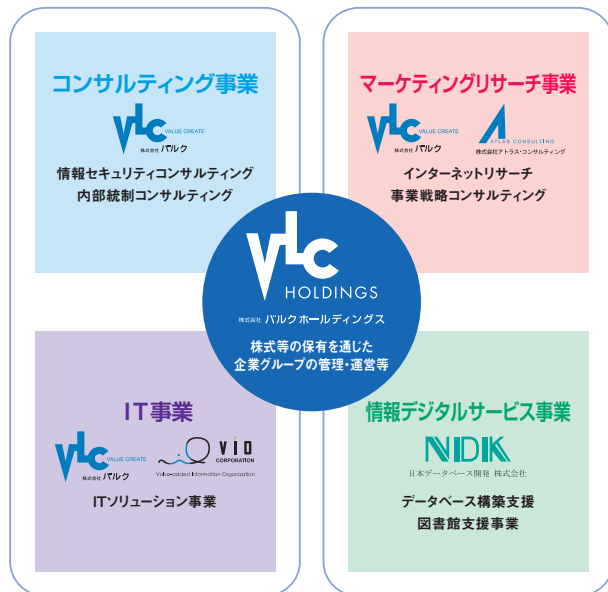 コンサルティング事業
VLC VALUE CREATE
株式会社 バルク
情報セキュリティコンサルティング
内部統制コンサルティング
マーケティングリサーチ事業
VLC VALUE CREATE
株式会社 バルク
ATLAS CONSULTING
株式会社アトラス・コンサルティング
インターネットリサーチ
事業戦略コンサルティング
VLC
HOLDINGS
株式会社 バルクホールディングス
株式等の保有を通じた
企業グループの管理・運営等
IT事業
VLC VALUE CREATE
株式会社 バルク
VIO
CORPORATION
Valve-added Information Organization
ITソリューション事業
情報デジタルサービス事業
NDK
日本データベース開発 株式会社
データベース構築支援
図書館支援事業